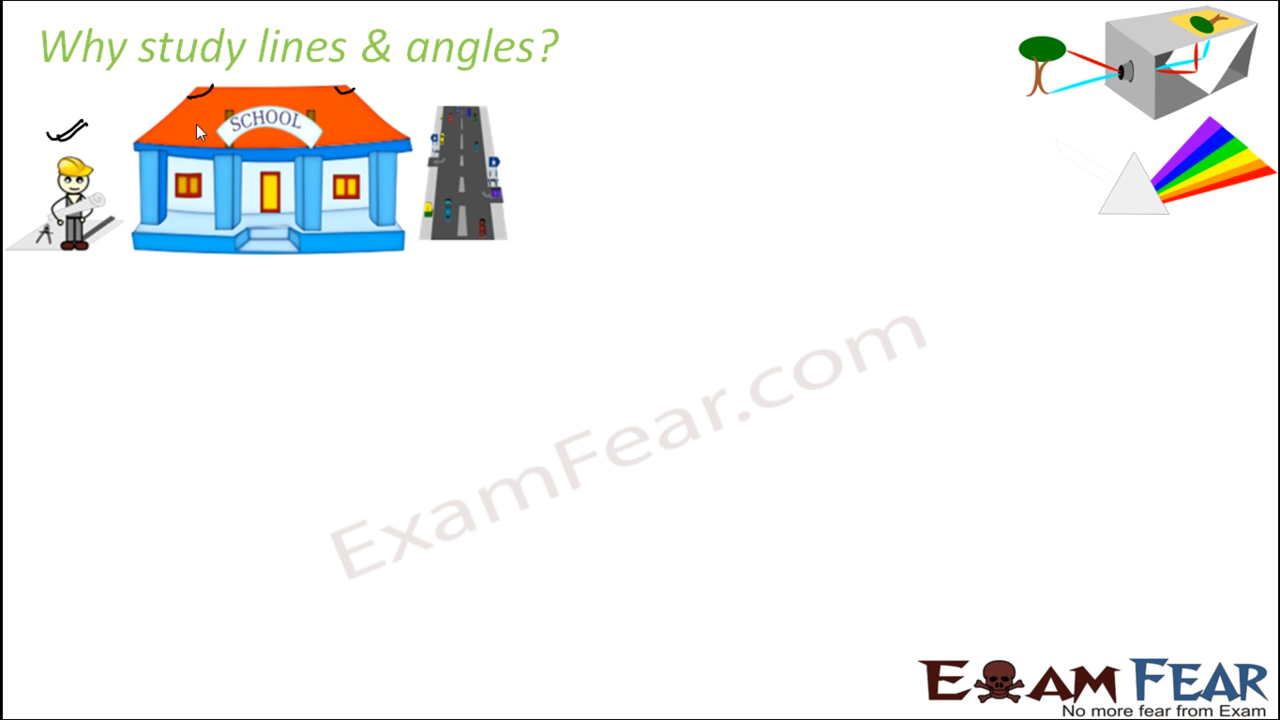 Why study lines & angles?
SCHOOL
ExamFear.com
EXAM FEAR
No more fear from Exam